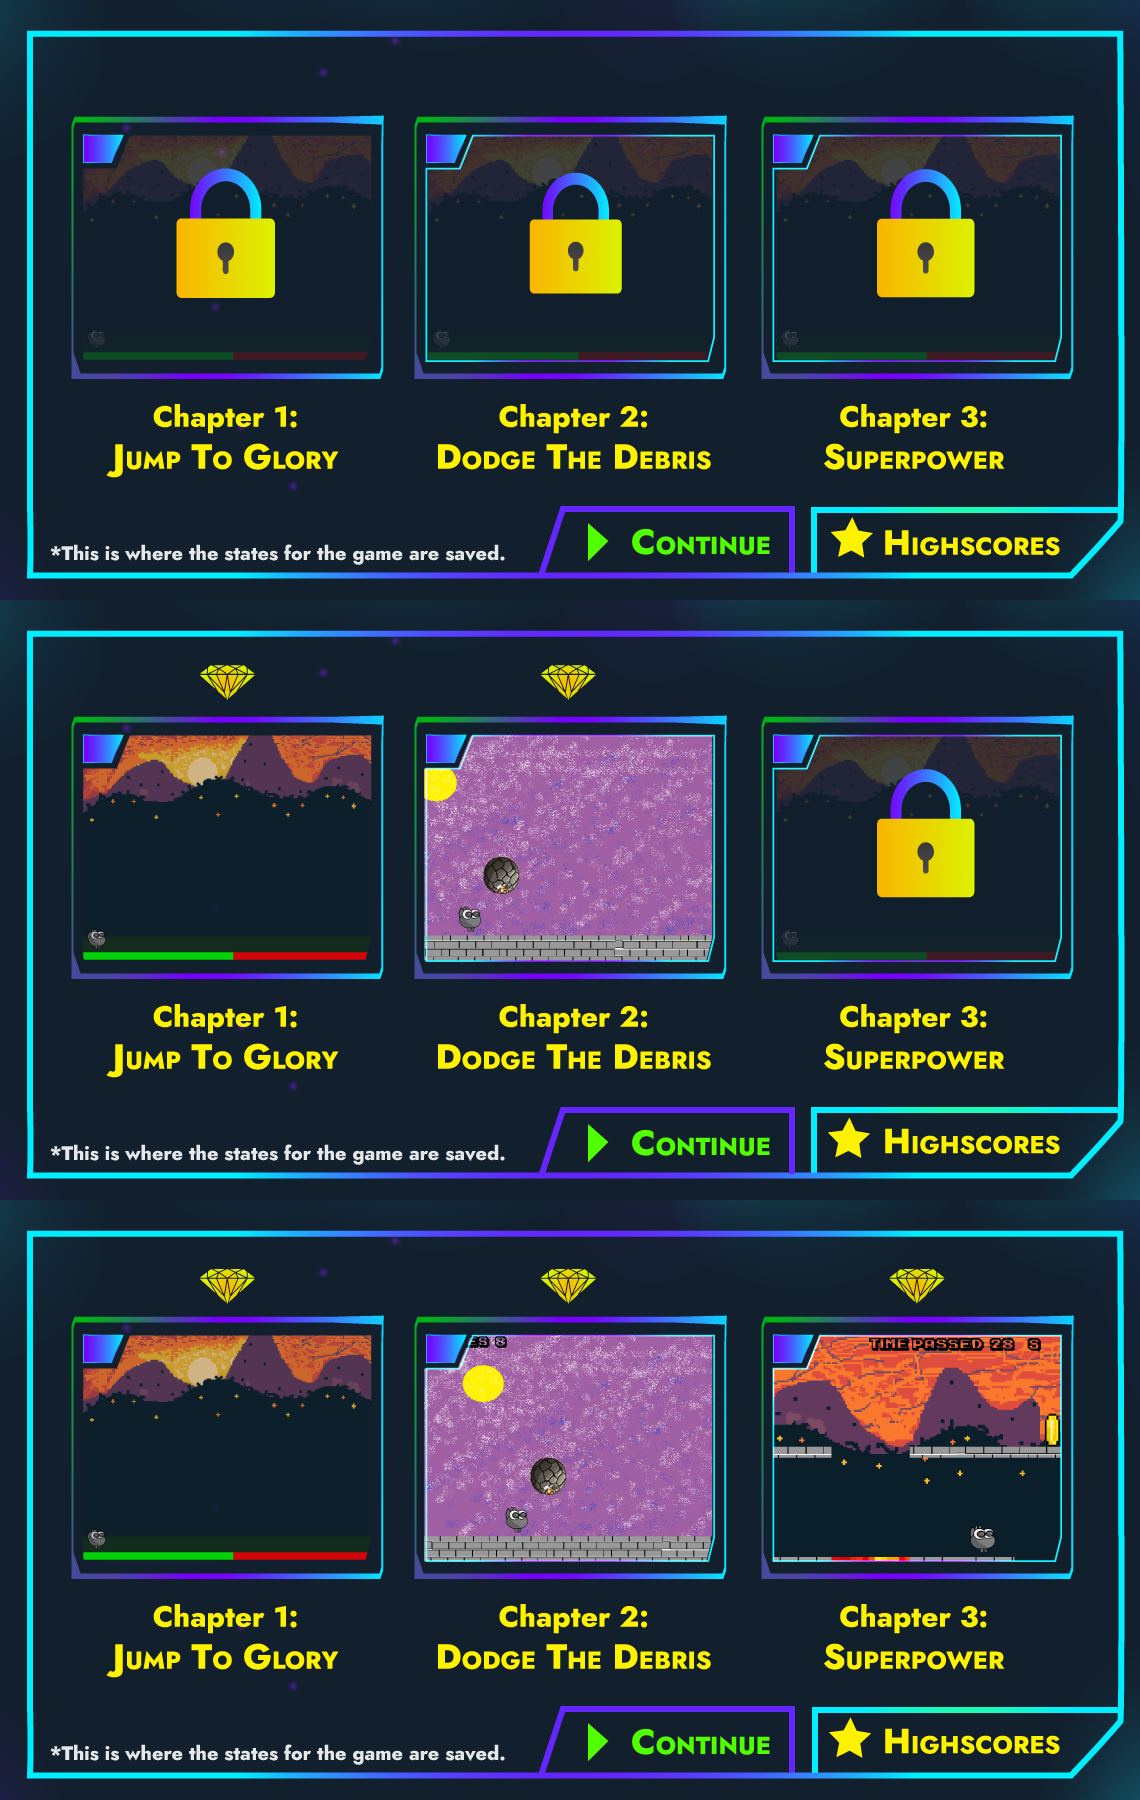 Chapter 1:
Jump To Glory
Chapter 2:
Dodge The Debris
Chapter 3:
Superpower
*This is where the states for the game are saved.
Continue
Highscores
Chapter 1:
Jump To Glory
Chapter 2:
Dodge The Debris
Chapter 3:
Superpower
*This is where the states for the game are saved.
Continue
Highscores
TIME PASSED 28 S
Chapter 1:
Jump To Glory
Chapter 2:
Dodge The Debris
Chapter 3:
Superpower
*This is where the states for the game are saved.
Continue
Highscores